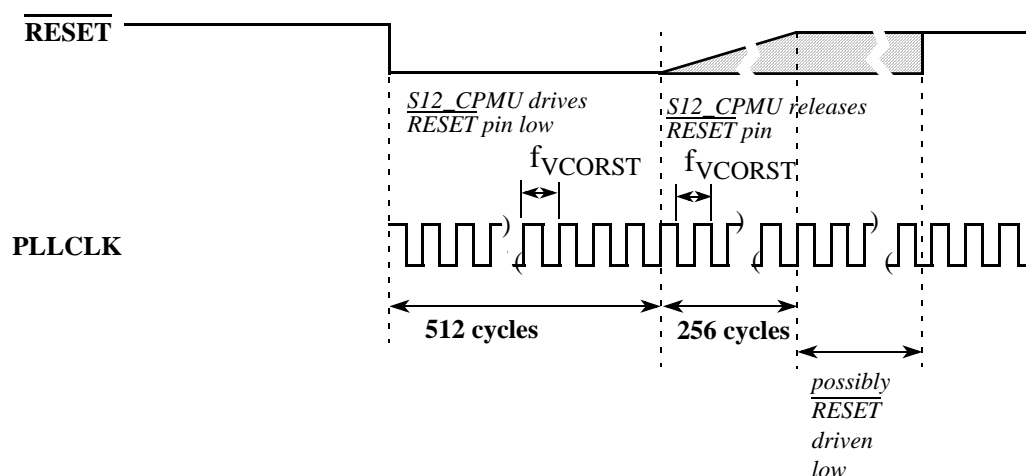 RESET
S12_CPMU drives
RESET pin low
S12_CPMU releases
RESET pin
fVCORST
fVCORST
PLLCLK
)
(
)
(
)
(
512 cycles
256 cycles
possibly
RESET
driven
low